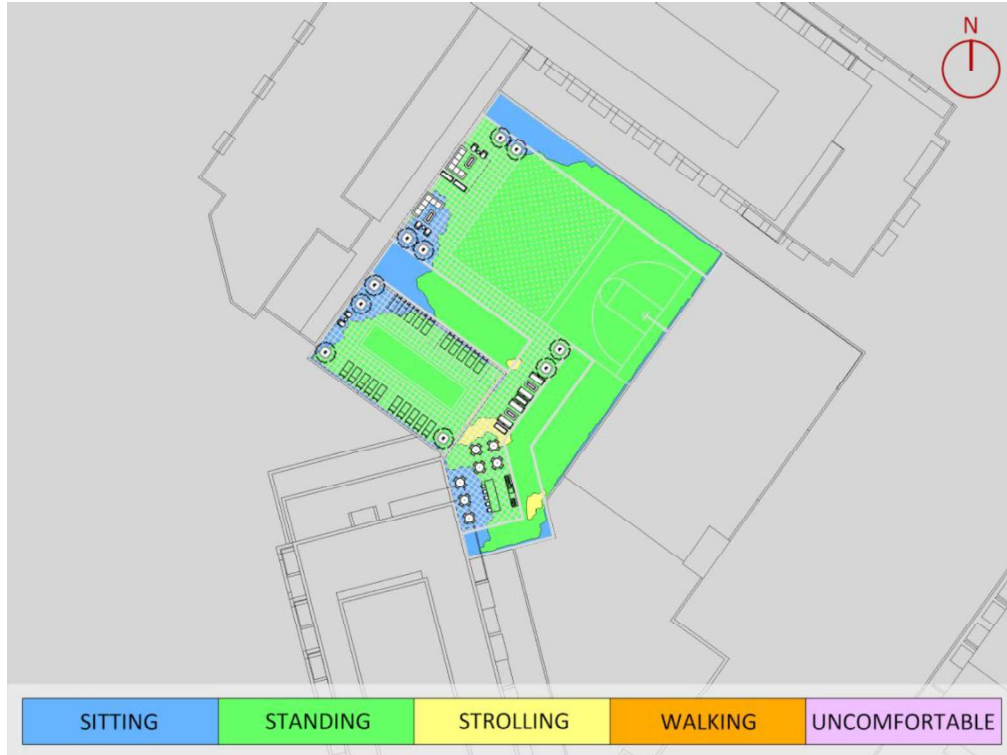 N
SITTING
STANDING
STROLLING
WALKING
UNCOMFORTABLE